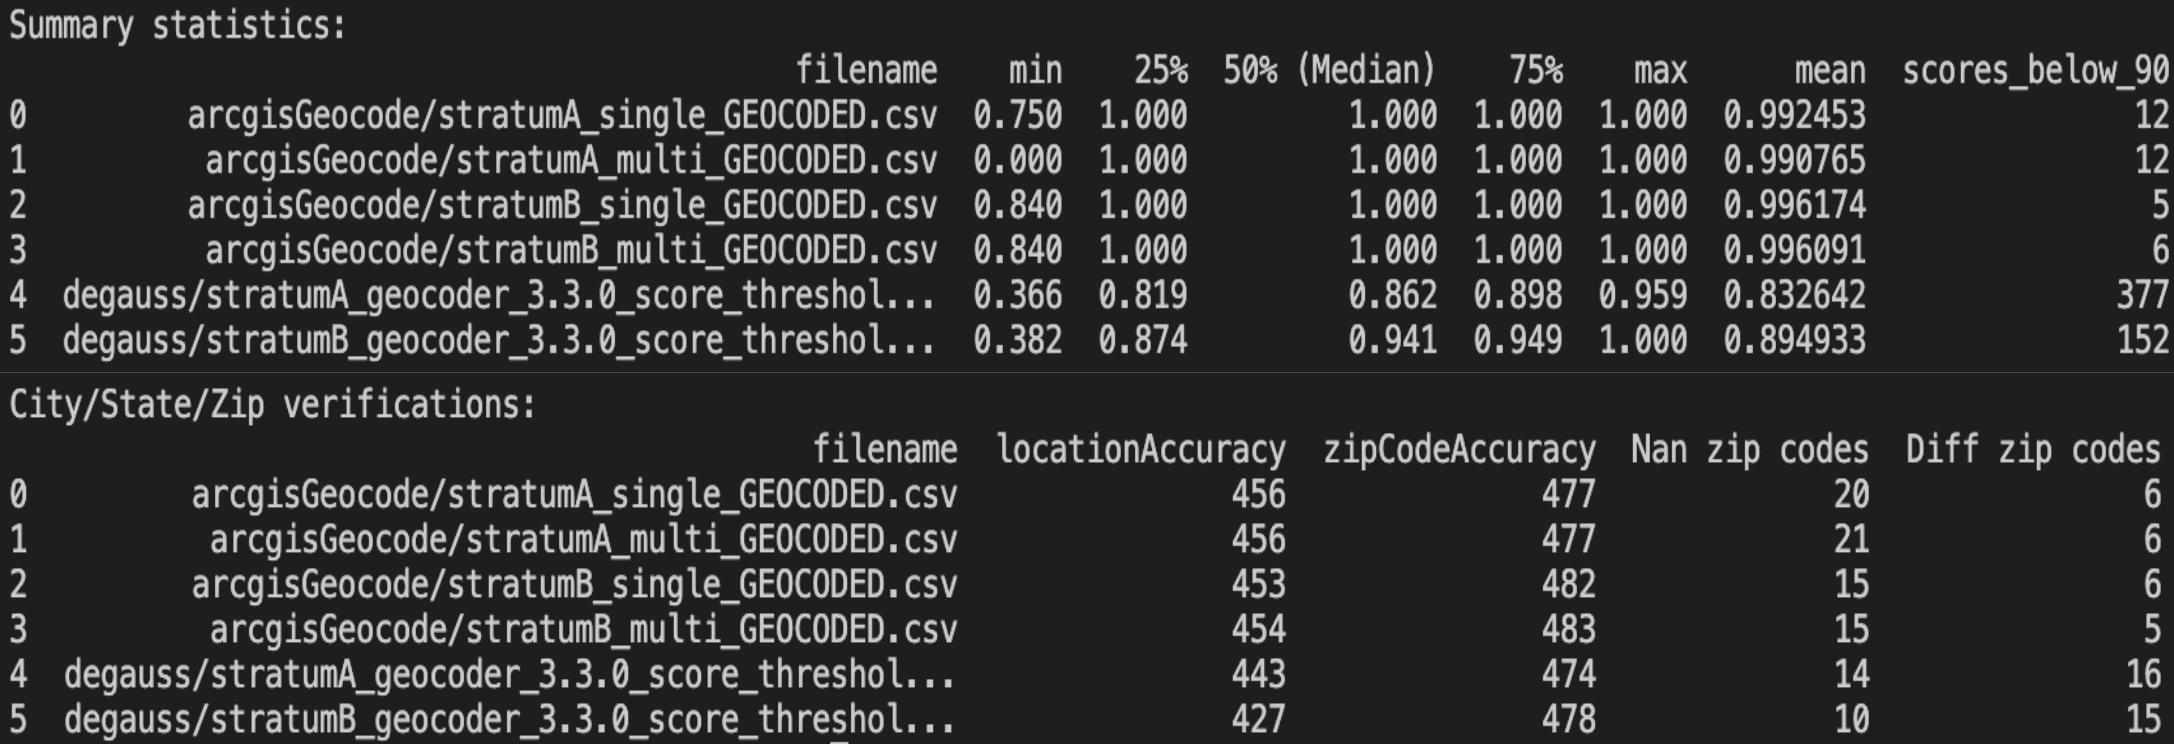 Summary statistics:
filename min 25% 50% (Median) 75% max mean scores_below_90
0 arcgisGeocode/stratumA_single_GEOCODED.csv 0.750 1.000 1.000 1.000 1.000 0.992453 12
1 arcgisGeocode/stratumA_multi_GEOCODED.csv 0.000 1.000 1.000 1.000 1.000 0.990765 12
2 arcgisGeocode/stratumB_single_GEOCODED.csv 0.840 1.000 1.000 1.000 1.000 0.996174 5
3 arcgisGeocode/stratumB_multi_GEOCODED.csv 0.840 1.000 1.000 1.000 1.000 0.996091 6
4 degauss/stratumA_geocoder_3.3.0_score_threshol... 0.366 0.819 0.862 0.898 0.959 0.832642 377
5 degauss/stratumB_geocoder_3.3.0_score_threshol... 0.382 0.874 0.941 0.949 1.000 0.894933 152
City/State/Zip verifications:
filename locationAccuracy zipCodeAccuracy Nan zip codes Diff zip codes
0 arcgisGeocode/stratumA_single_GEOCODED.csv 456 477 20 6
1 arcgisGeocode/stratumA_multi_GEOCODED.csv 456 477 21 6
2 arcgisGeocode/stratumB_single_GEOCODED.csv 453 482 15 6
3 arcgisGeocode/stratumB_multi_GEOCODED.csv 454 483 15 5
4 degauss/stratumA_geocoder_3.3.0_score_threshol... 443 474 14 16
5 degauss/stratumB_geocoder_3.3.0_score_threshol... 427 478 10 15